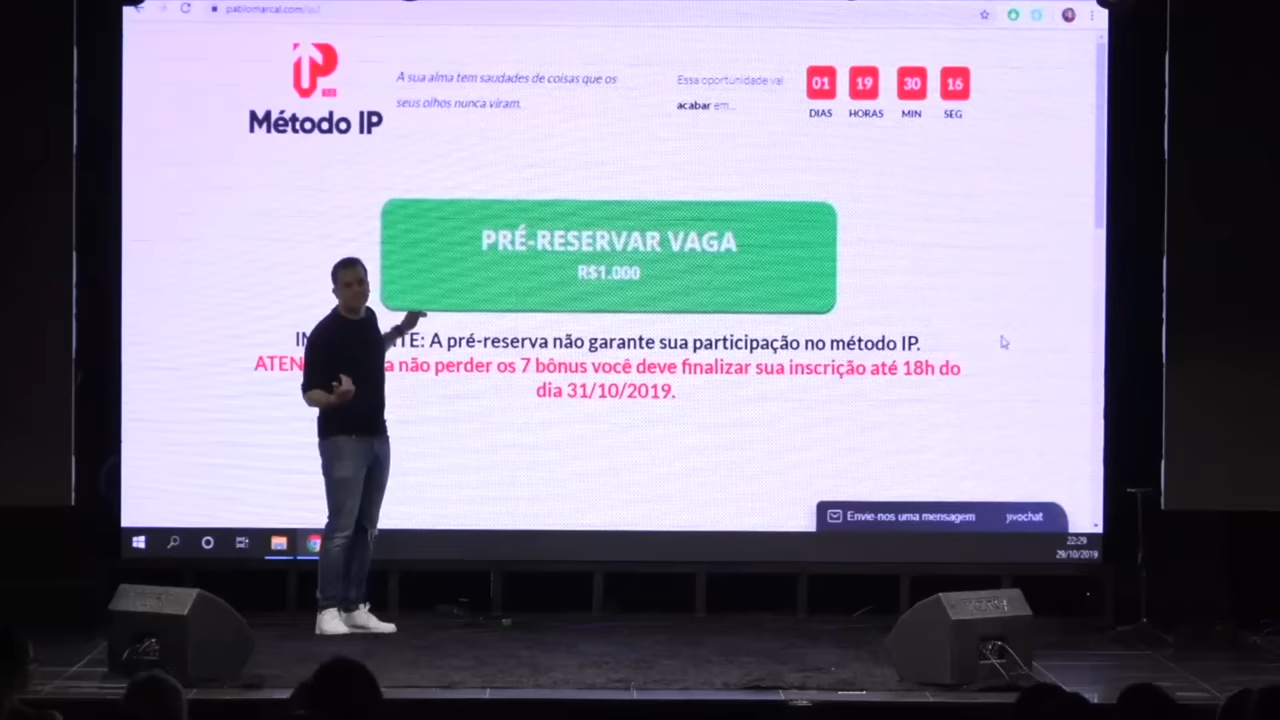 pablomarcal.com/
Método IP
A sua alma tem saudades de coisas que os
seus olhos nunca viram.
Essa oportunidade vai
acabar em...
01 19 30 16
DIAS HORAS MIN SEG
PRÉ-RESERVAR VAGA
R$1.000
TE: A pré-reserva não garante sua participação no método IP.
ATEN a não perder os 7 bônus você deve finalizar sua inscrição até 18h do
dia 31/10/2019.
Envie-nos uma mensagem jivochat
22:29
29/10/2019